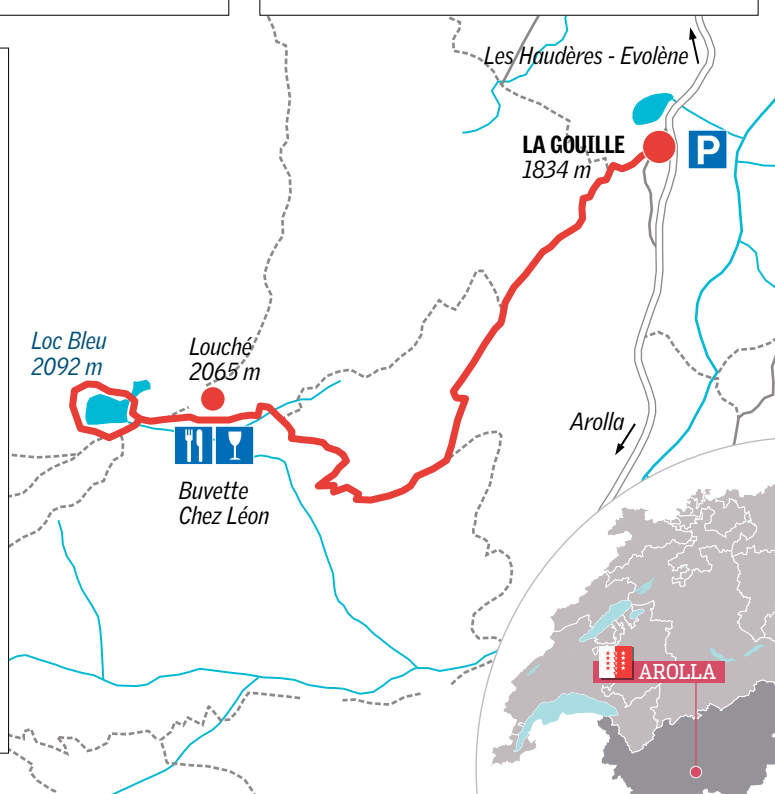 Les Haudères - Evolène
LA GOUILLE
1834 m
P
Loc Bleu
2092 m
Louché
2065 m
Arolla
Buvette
Chez Léon
AROLLA